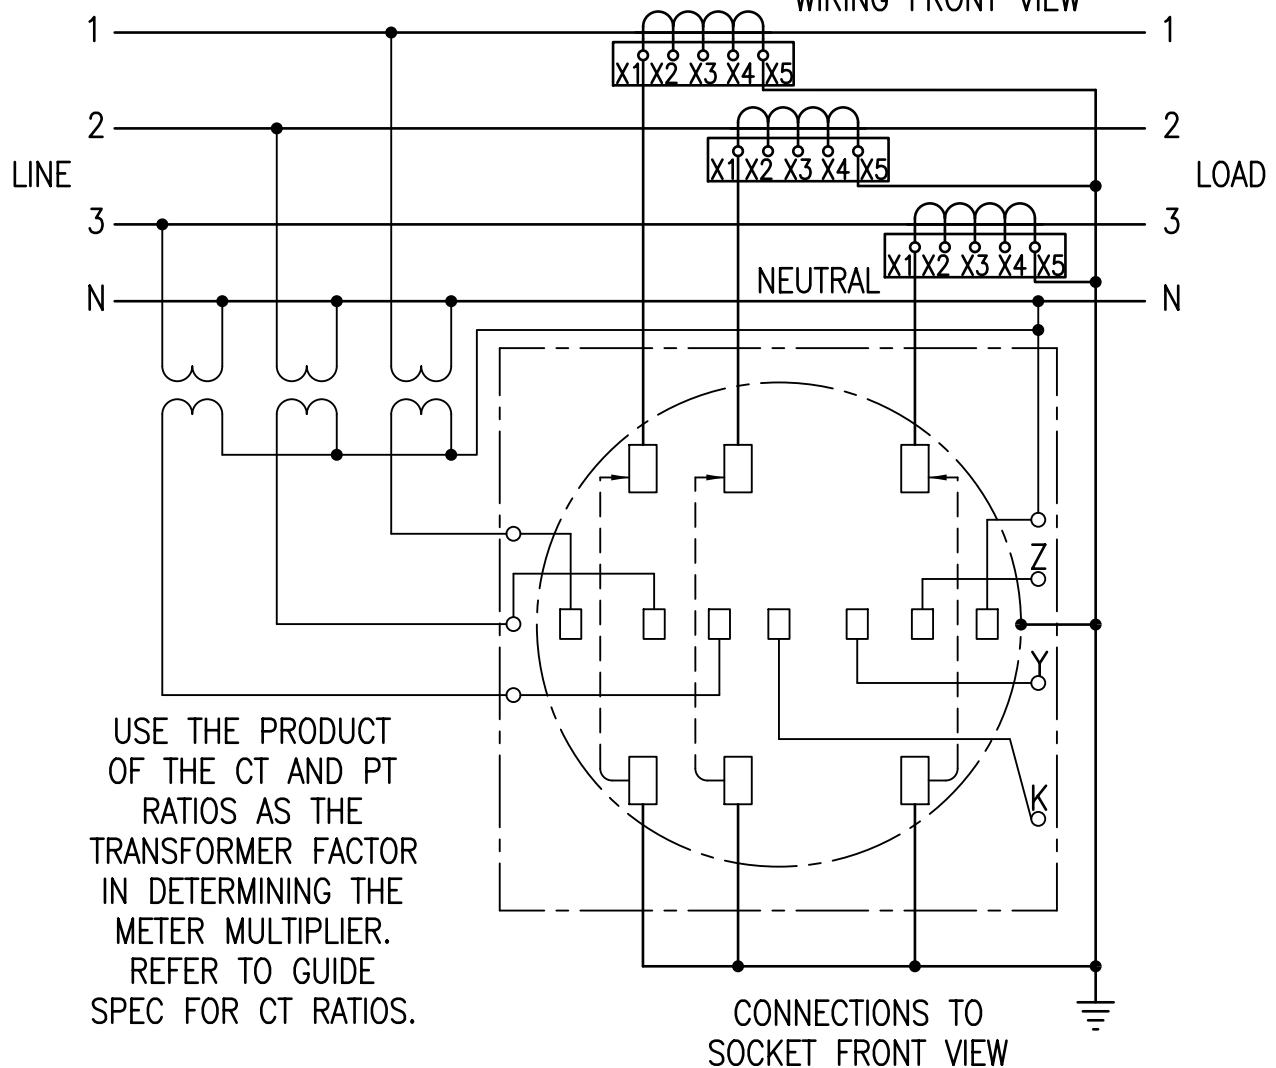 WIRING FRONT VIEW
1 1
X1 X2 X3 X4 X5
2 2
X1 X2 X3 X4 X5
LINE LOAD
3 3
X1 X2 X3 X4 X5
NEUTRAL
N N
Z
Y
K
USE THE PRODUCT
OF THE CT AND PT
RATIOS AS THE
TRANSFORMER FACTOR
IN DETERMINING THE
METER MULTIPLIER.
REFER TO GUIDE
SPEC FOR CT RATIOS.
CONNECTIONS TO
SOCKET FRONT VIEW